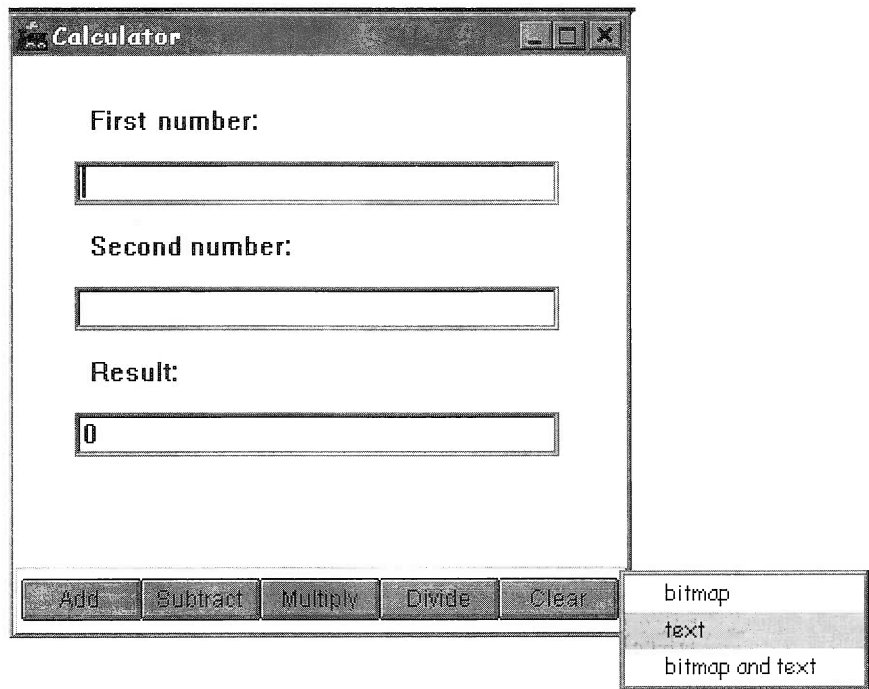 Calculator
First number:
Second number:
Result:
0
Add Subtract Multiply Divide Clear
bitmap
text
bitmap and text